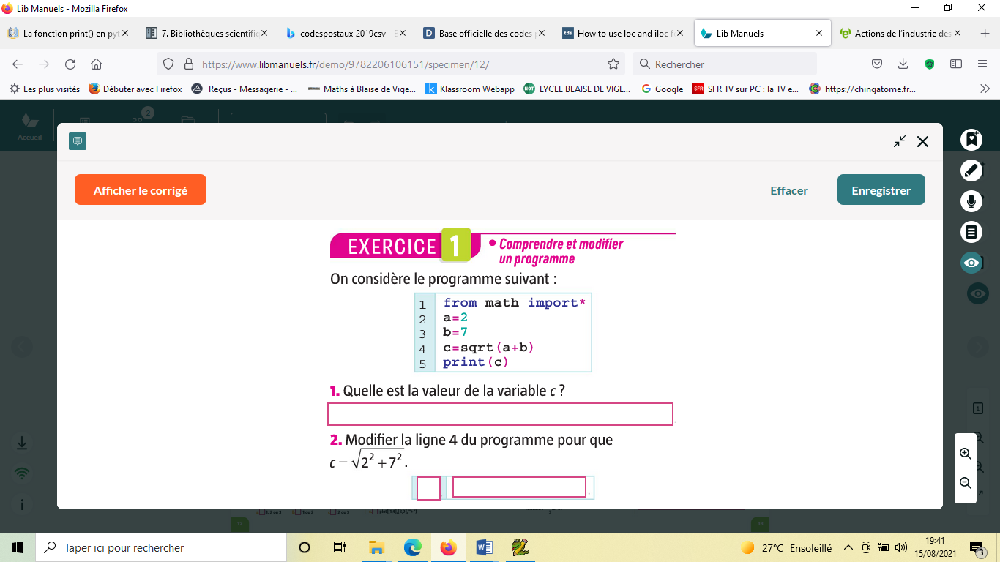 Lib Manuels - Mozilla Firefox
La fonction print() en pyt
7. Bibliothèques scientific
codespostaux 2019csv - E
Base officielle des codes
How to use loc and iloc f
Lib Manuels
Actions de l'industrie des
https://www.libmanuels.fr/demo/9782206106151/specimen/12/
Rechercher
Les plus visités
Débuter avec Firefox
Reçus - Messagerie - ...
Maths à Blaise de Vige...
Klassroom Webapp
LYCEE BLAISE DE VIGE...
Google
SFR TV sur PC : la TV e...
https://chingatome.fr...
2
Accueil
Afficher le corrigé
Effacer
Enregistrer
EXERCICE 1
• Comprendre et modifier
un programme
On considère le programme suivant :
1 from math import*
2 a=2
3 b=7
4 c=sqrt(a+b)
5 print(c)
1. Quelle est la valeur de la variable c ?
2. Modifier la ligne 4 du programme pour que
c = √2² + 7² .
12
12
Taper ici pour rechercher
27°C Ensoleillé
19:41
15/08/2021
3